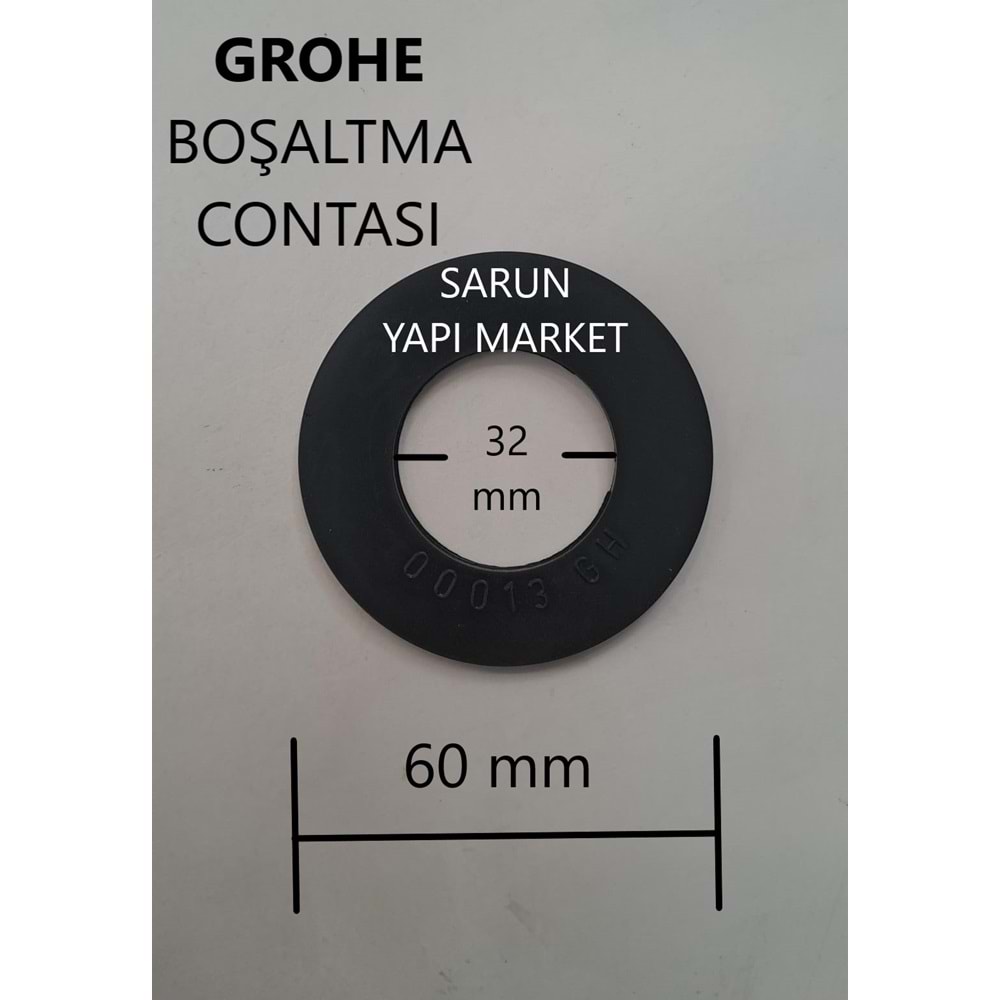 GROHE
BOŞALTMA
CONTASI
SARUN
YAPI MARKET
32
mm
00013 GH
60 mm